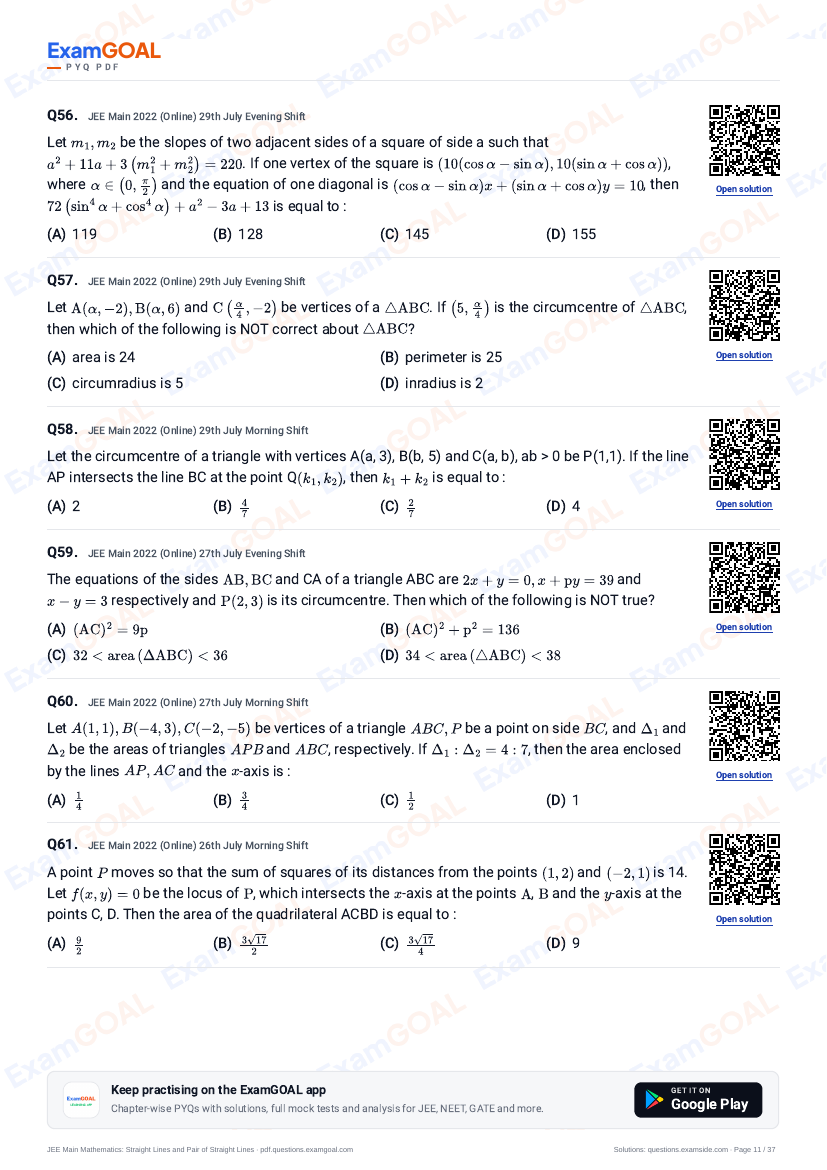 ExamGOAL
PYQ PDF
Q56. JEE Main 2022 (Online) 29th July Evening Shift
Let m₁, m₂ be the slopes of two adjacent sides of a square of side a such that
a² + 11a + 3 (m₁² + m₂²) = 220. If one vertex of the square is (10(cos α − sin α), 10(sin α + cos α)),
where α ∈ (0, π/2) and the equation of one diagonal is (cos α − sin α)x + (sin α + cos α)y = 10, then
72 (sin⁴ α + cos⁴ α) + a² − 3a + 13 is equal to :
(A) 119 (B) 128 (C) 145 (D) 155
Open solution
Q57. JEE Main 2022 (Online) 29th July Evening Shift
Let A(α, −2), B(α, 6) and C (α/4, −2) be vertices of a △ABC. If (5, α/4) is the circumcentre of △ABC,
then which of the following is NOT correct about △ABC?
(A) area is 24 (B) perimeter is 25
(C) circumradius is 5 (D) inradius is 2
Open solution
Q58. JEE Main 2022 (Online) 29th July Morning Shift
Let the circumcentre of a triangle with vertices A(a, 3), B(b, 5) and C(a, b), ab > 0 be P(1,1). If the line
AP intersects the line BC at the point Q(k₁, k₂), then k₁ + k₂ is equal to :
(A) 2 (B) 4/7 (C) 2/7 (D) 4
Open solution
Q59. JEE Main 2022 (Online) 27th July Evening Shift
The equations of the sides AB, BC and CA of a triangle ABC are 2x + y = 0, x + py = 39 and
x − y = 3 respectively and P(2, 3) is its circumcentre. Then which of the following is NOT true?
(A) (AC)² = 9p (B) (AC)² + p² = 136
(C) 32 < area (ΔABC) < 36 (D) 34 < area (△ABC) < 38
Open solution
Q60. JEE Main 2022 (Online) 27th July Morning Shift
Let A(1, 1), B(−4, 3), C(−2, −5) be vertices of a triangle ABC, P be a point on side BC, and Δ₁ and
Δ₂ be the areas of triangles APB and ABC, respectively. If Δ₁ : Δ₂ = 4 : 7, then the area enclosed
by the lines AP, AC and the x-axis is :
(A) 1/4 (B) 3/4 (C) 1/2 (D) 1
Open solution
Q61. JEE Main 2022 (Online) 26th July Morning Shift
A point P moves so that the sum of squares of its distances from the points (1, 2) and (−2, 1) is 14.
Let f(x, y) = 0 be the locus of P, which intersects the x-axis at the points A, B and the y-axis at the
points C, D. Then the area of the quadrilateral ACBD is equal to :
(A) 9/2 (B) 3√17/2 (C) 3√17/4 (D) 9
Open solution
Keep practising on the ExamGOAL app
Chapter-wise PYQs with solutions, full mock tests and analysis for JEE, NEET, GATE and more.
GET IT ON
Google Play
JEE Main Mathematics: Straight Lines and Pair of Straight Lines · pdf.questions.examgoal.com
Solutions: questions.examside.com · Page 11 / 37